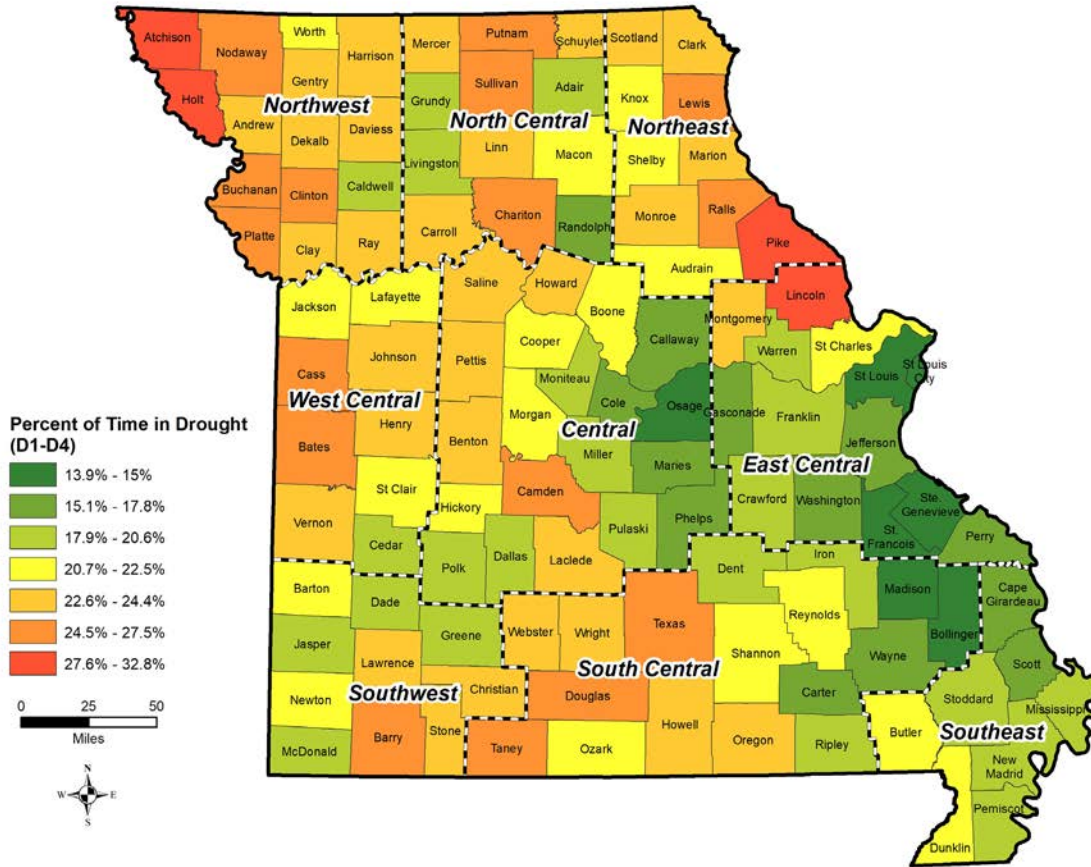 Atchison
Nodaway
Worth
Harrison
Mercer
Putnam
Schuyler
Scotland
Clark
Gentry
Holt
Sullivan
Adair
Knox
Lewis
Northwest
Grundy
North Central
Northeast
Andrew
Dekalb
Daviess
Linn
Macon
Shelby
Marion
Livingston
Buchanan
Clinton
Caldwell
Chariton
Randolph
Monroe
Ralls
Platte
Clay
Ray
Carroll
Pike
Audrain
Saline
Howard
Jackson
Lafayette
Boone
Lincoln
Montgomery
Cooper
Callaway
Warren
St Charles
Johnson
Pettis
Moniteau
St Louis
St Louis
City
Cass
West Central
Cole
Osage
Gasconade
Franklin
Morgan
Central
Henry
Benton
Miller
Jefferson
Bates
Maries
East Central
St Clair
Camden
Crawford
Washington
Ste.
Genevieve
Hickory
Vernon
Pulaski
Phelps
St.
Francois
Perry
Cedar
Polk
Dallas
Laclede
Dent
Iron
Barton
Dade
Madison
Cape
Girardeau
Reynolds
Jasper
Greene
Webster
Wright
Texas
Bollinger
Shannon
Wayne
Scott
Lawrence
South Central
Christian
Southwest
Newton
Douglas
Carter
Stoddard
Mississippi
Stone
Howell
Butler
Southeast
McDonald
Barry
Taney
Ozark
Oregon
Ripley
New
Madrid
Pemiscot
Dunklin
Percent of Time in Drought
(D1-D4)
13.9% - 15%
15.1% - 17.8%
17.9% - 20.6%
20.7% - 22.5%
22.6% - 24.4%
24.5% - 27.5%
27.6% - 32.8%
0 25 50
Miles
N
W E
S